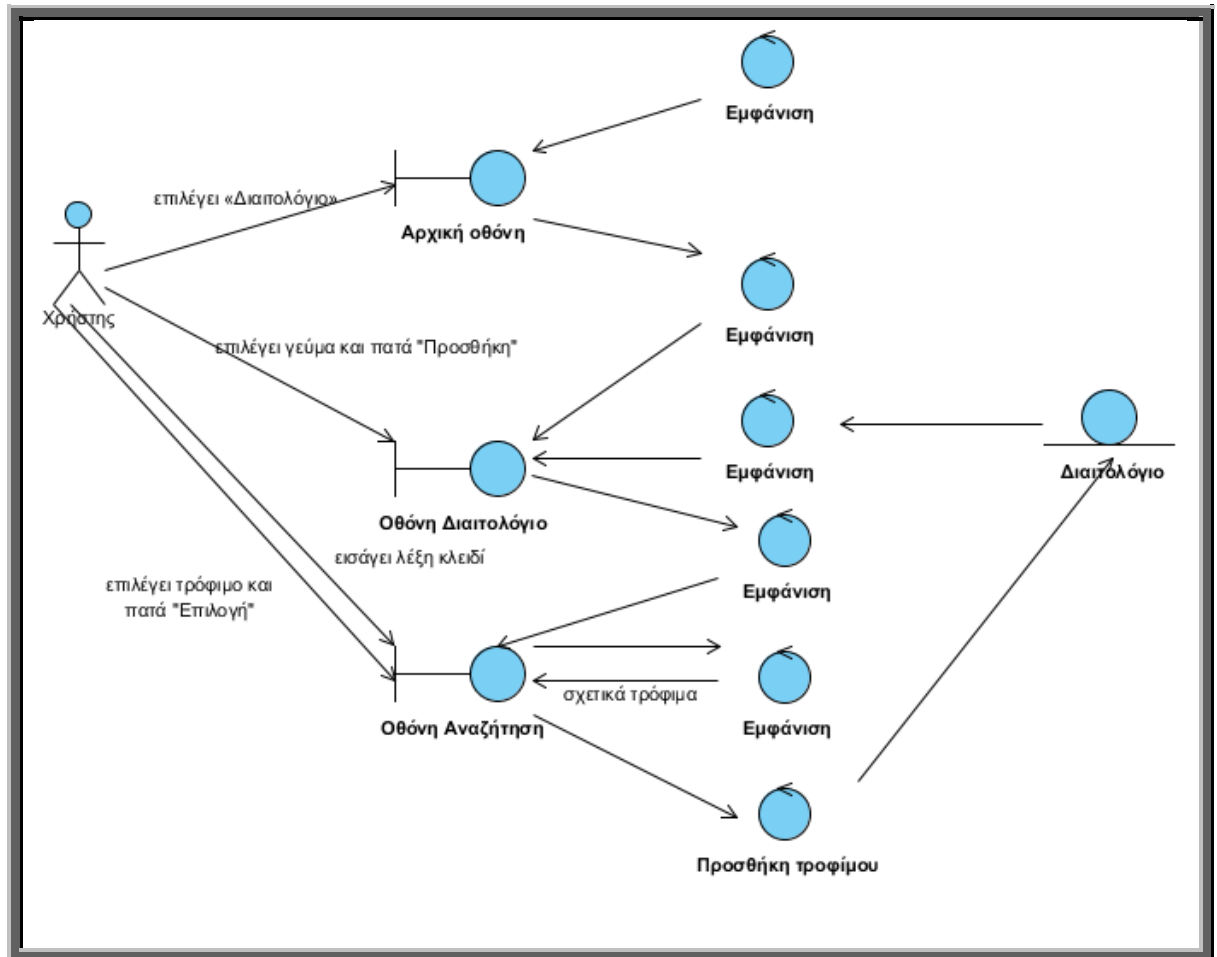 Εμφάνιση
επιλέγει «Διαιτολόγιο»
Αρχική οθόνη
Χρήστης
Εμφάνιση
επιλέγει γεύμα και πατά "Προσθήκη"
Εμφάνιση
Διαιτολόγιο
Οθόνη Διαιτολόγιο
εισάγει λέξη κλειδί
επιλέγει τρόφιμο και
πατά "Επιλογή"
Εμφάνιση
σχετικά τρόφιμα
Οθόνη Αναζήτηση
Εμφάνιση
Προσθήκη τροφίμου